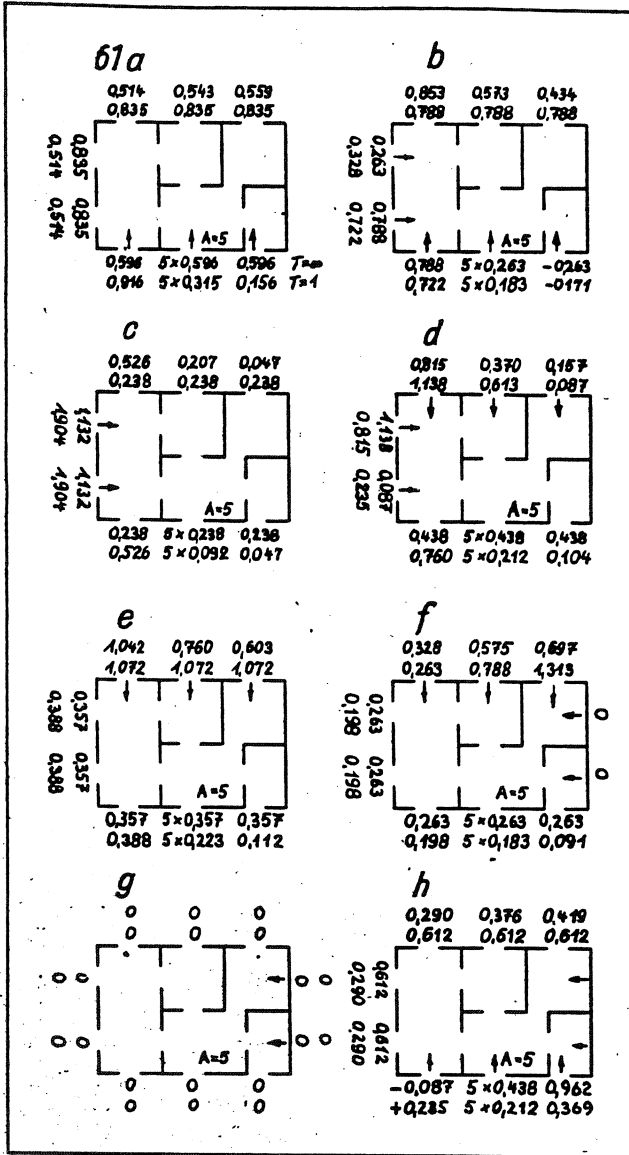 61a
0,514 0,543 0,559
0,835 0,835 0,835
0,835 0,835
0,514 0,514
A=5
0,596 5×0,596 0,596 T=∞
0,916 5×0,315 0,156 T=1
b
0,853 0,573 0,434
0,788 0,788 0,788
0,263 0,788
0,328 0,722
A=5
0,788 5×0,263 -0,263
0,722 5×0,183 -0,171
c
0,526 0,207 0,047
0,238 0,238 0,238
1,132 1,132
1,904 1,904
A=5
0,238 5×0,238 0,238
0,526 5×0,092 0,047
d
0,815 0,370 0,157
1,138 0,613 0,087
1,138 0,087
0,815 0,235
A=5
0,438 5×0,438 0,438
0,760 5×0,212 0,104
e
1,042 0,760 0,603
1,072 1,072 1,072
0,357 0,357
0,388 0,388
A=5
0,357 5×0,357 0,357
0,388 5×0,223 0,112
f
0,328 0,575 0,697
0,263 0,788 1,313
0,263 0,263
0,198 0,198
0
0
A=5
0,263 5×0,263 0,263
0,198 5×0,183 0,091
g
0 0 0
0 0 0
0 0
0 0
0 0
0 0
A=5
0 0 0
0 0 0
h
0,290 0,376 0,419
0,612 0,612 0,612
0,612 0,612
0,290 0,290
A=5
-0,087 5×0,438 0,962
+0,235 5×0,212 0,369